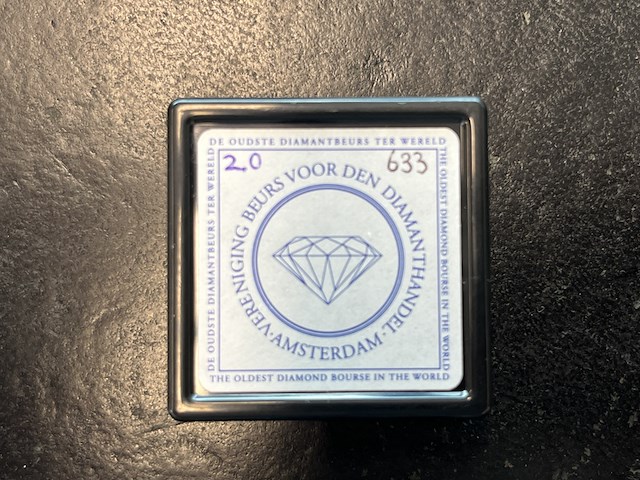 DE OUDSTE DIAMANTBEURS TER WERELD
2.0
633
DE OUDSTE DIAMANTBEURS TER WERELD
THE OLDEST DIAMOND BOURSE IN THE WORLD
VERENIGING BEURS VOOR DEN DIAMANTHANDEL
·AMSTERDAM·
THE OLDEST DIAMOND BOURSE IN THE WORLD